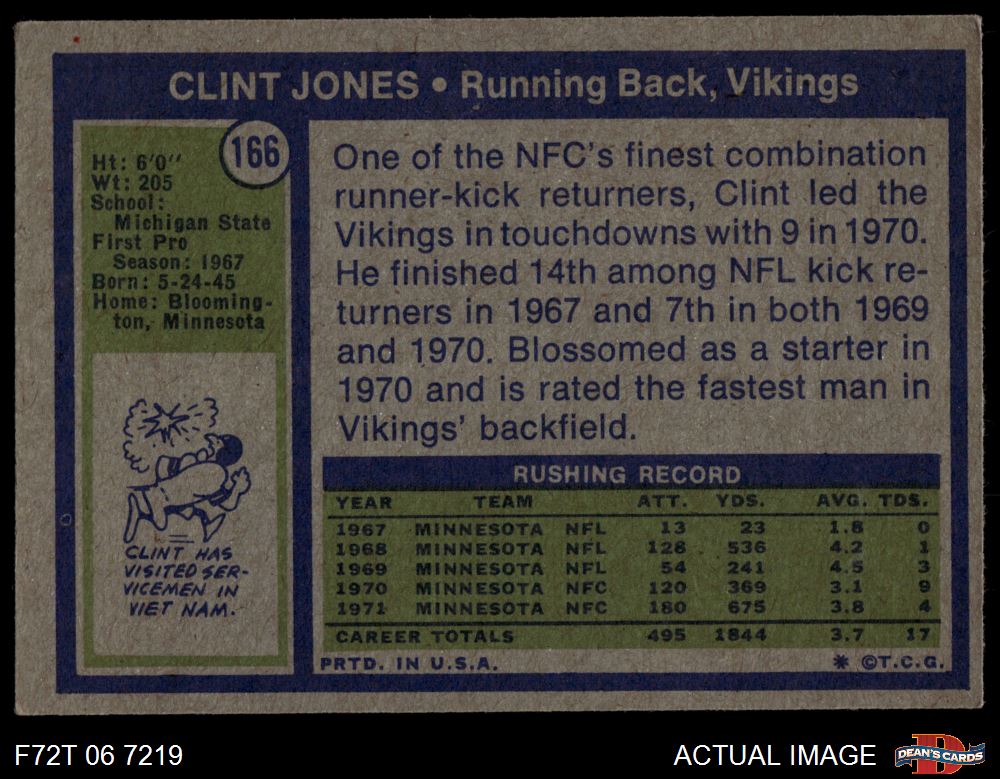 CLINT JONES • Running Back, Vikings
166
Ht: 6'0''
Wt: 205
School:
Michigan State
First Pro
Season: 1967
Born: 5-24-45
Home: Blooming-
ton, Minnesota
CLINT HAS
VISITED SER-
VICEMEN IN
VIET NAM.
One of the NFC's finest combination
runner-kick returners, Clint led the
Vikings in touchdowns with 9 in 1970.
He finished 14th among NFL kick re-
turners in 1967 and 7th in both 1969
and 1970. Blossomed as a starter in
1970 and is rated the fastest man in
Vikings' backfield.
RUSHING RECORD
YEAR TEAM ATT. YDS. AVG. TDS.
1967 MINNESOTA NFL 13 23 1.8 0
1968 MINNESOTA NFL 128 536 4.2 1
1969 MINNESOTA NFL 54 241 4.5 3
1970 MINNESOTA NFC 120 369 3.1 9
1971 MINNESOTA NFC 180 675 3.8 4
CAREER TOTALS 495 1844 3.7 17
PRTD. IN U.S.A. * ©T.C.G.
F72T 06 7219 ACTUAL IMAGE D DEAN'S CARDS